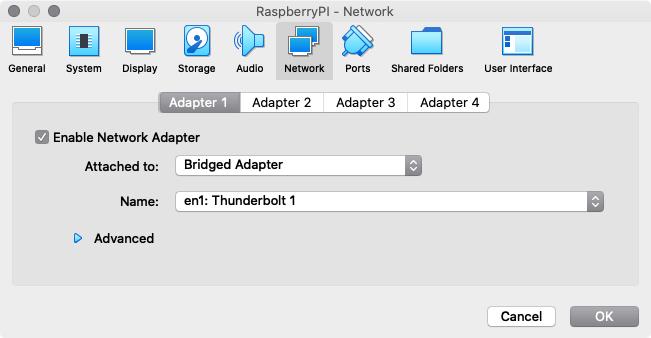 RaspberryPI - Network
General System Display Storage Audio Network Ports Shared Folders User Interface
Adapter 1 Adapter 2 Adapter 3 Adapter 4
Enable Network Adapter
Attached to: Bridged Adapter
Name: en1: Thunderbolt 1
Advanced
Cancel OK